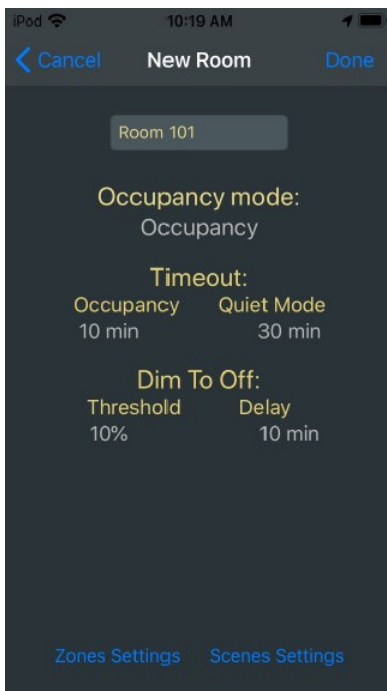 iPod 10:19 AM
Cancel New Room Done
Room 101
Occupancy mode:
Occupancy
Timeout:
Occupancy Quiet Mode
10 min 30 min
Dim To Off:
Threshold Delay
10% 10 min
Zones Settings Scenes Settings